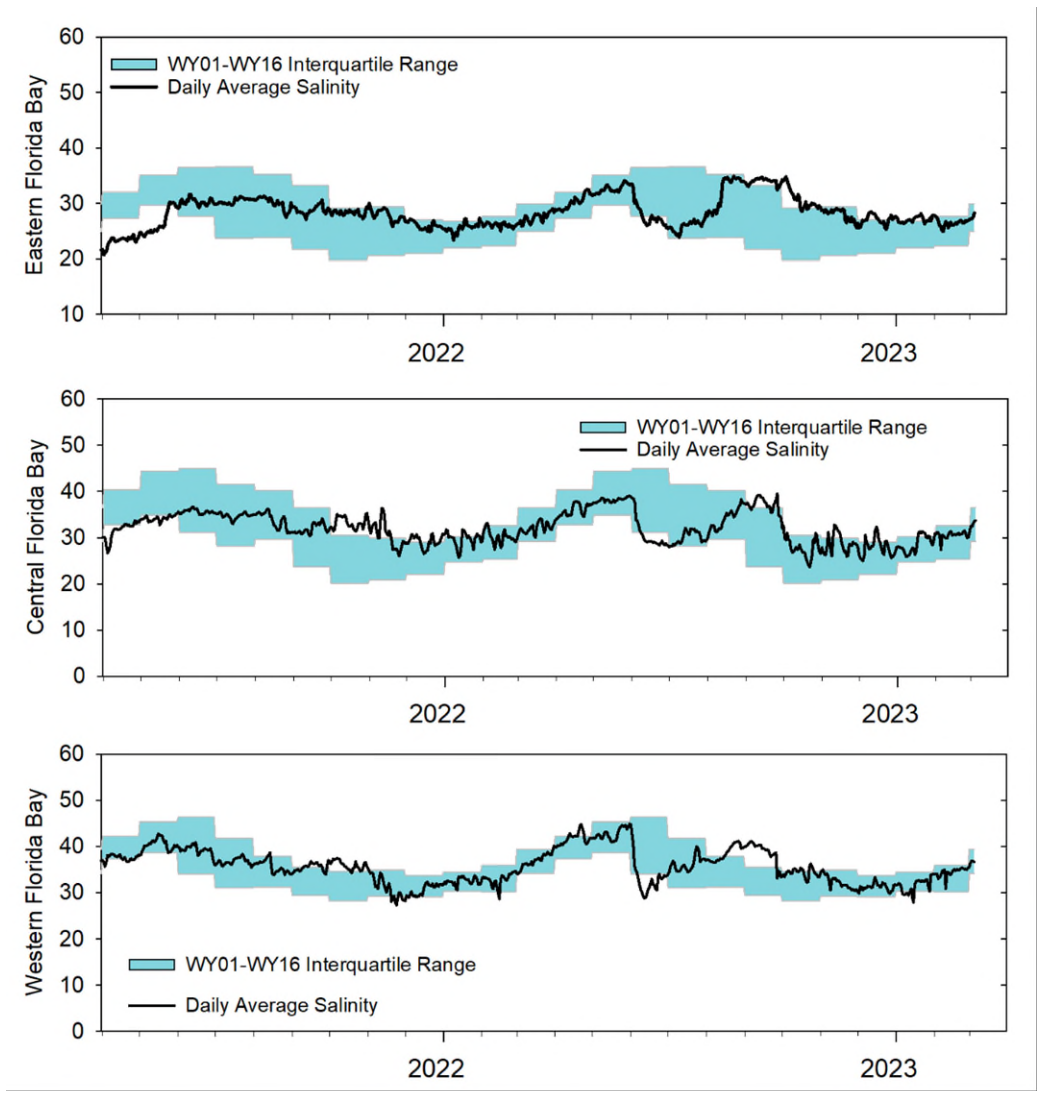 60
50
40
30
20
10
Eastern Florida Bay
WY01-WY16 Interquartile Range
Daily Average Salinity
2022
2023
60
50
40
30
20
10
0
Central Florida Bay
WY01-WY16 Interquartile Range
Daily Average Salinity
2022
2023
60
50
40
30
20
10
0
Western Florida Bay
WY01-WY16 Interquartile Range
Daily Average Salinity
2022
2023